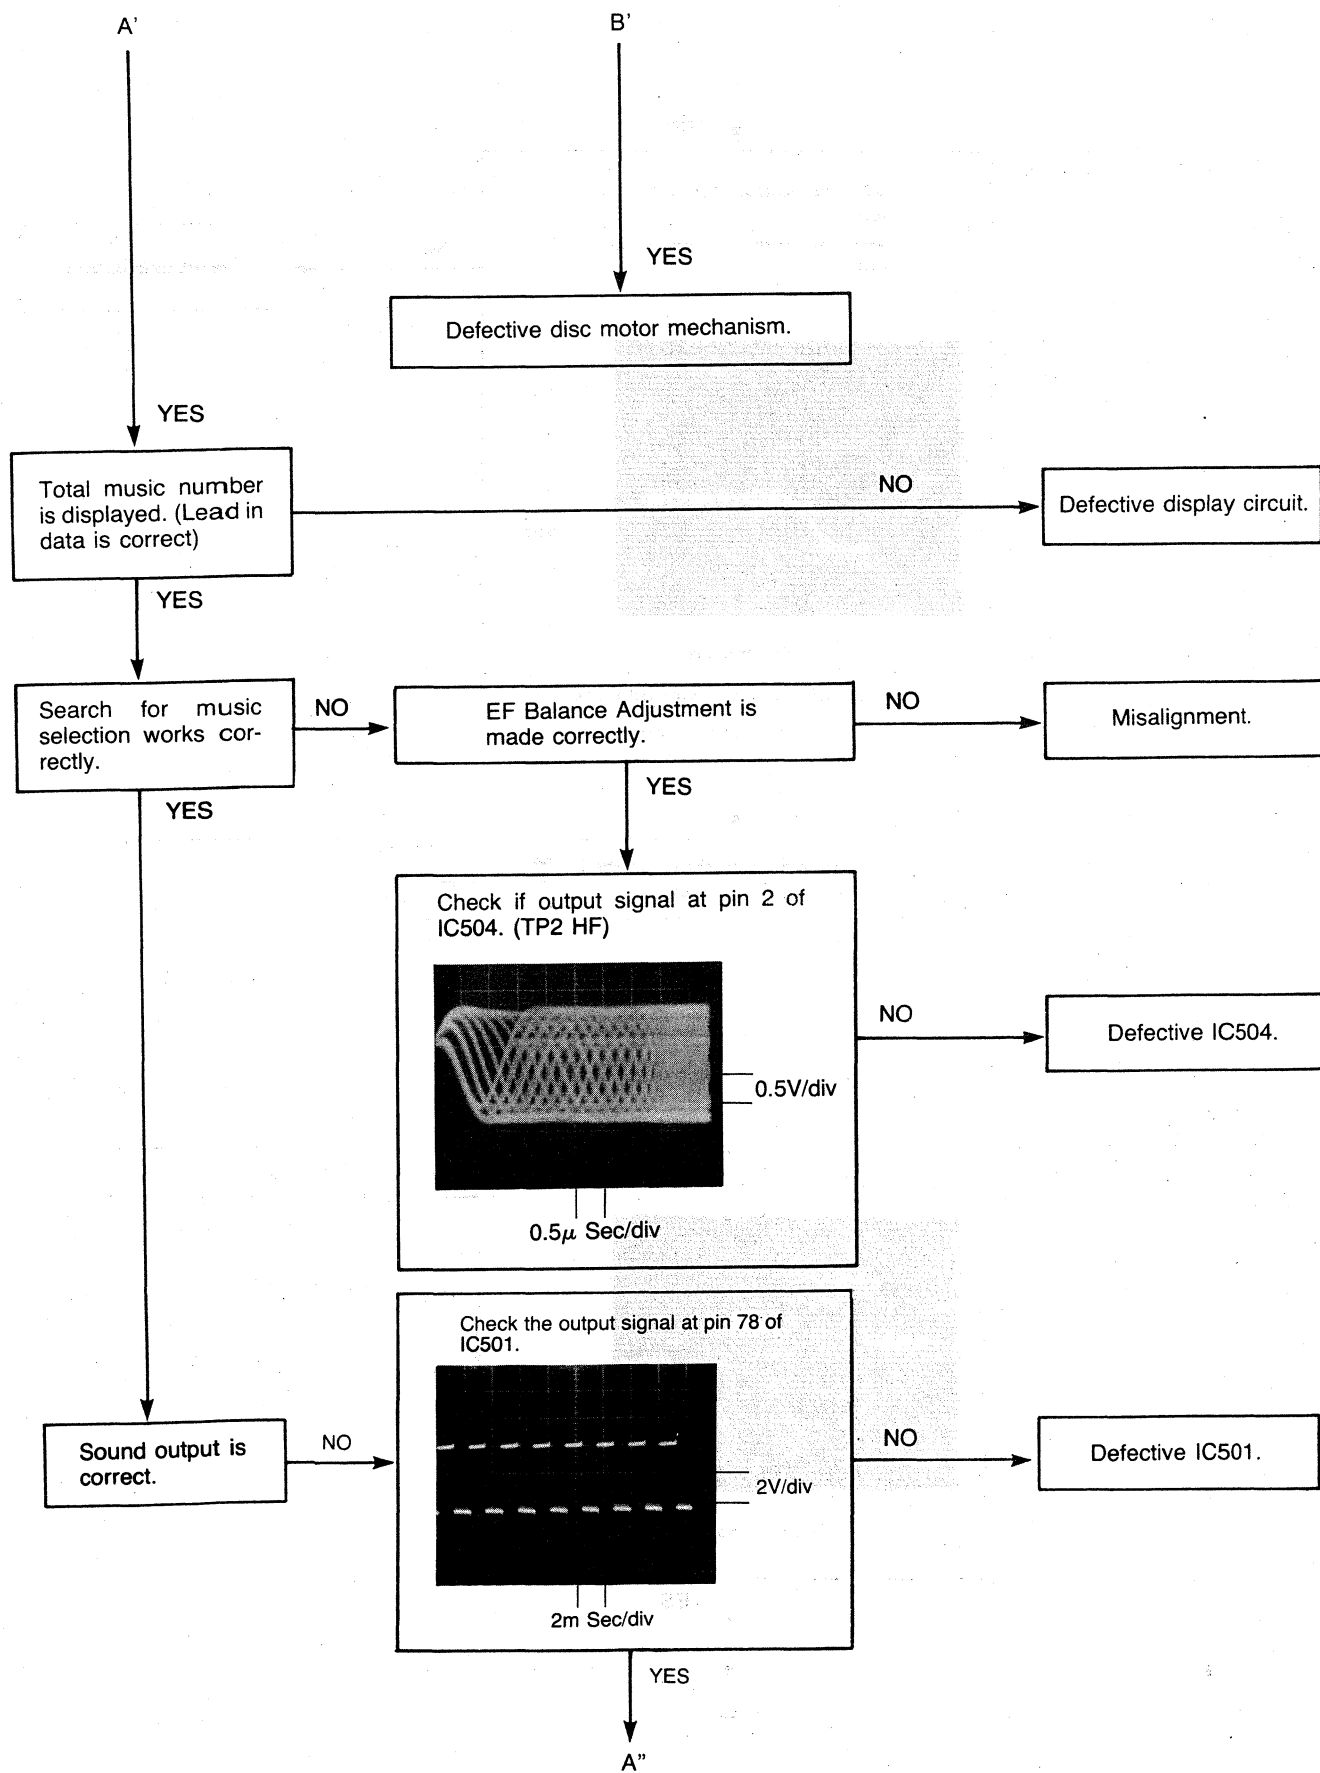 A'
B'
YES
Defective disc motor mechanism.
YES
Total music number
is displayed. (Lead in
data is correct)
NO
Defective display circuit.
YES
Search for music
selection works cor-
rectly.
NO
EF Balance Adjustment is
made correctly.
NO
Misalignment.
YES
YES
Check if output signal at pin 2 of
IC504. (TP2 HF)
0.5V/div
0.5μ Sec/div
NO
Defective IC504.
Sound output is
correct.
NO
Check the output signal at pin 78 of
IC501.
2V/div
2m Sec/div
NO
Defective IC501.
YES
A"